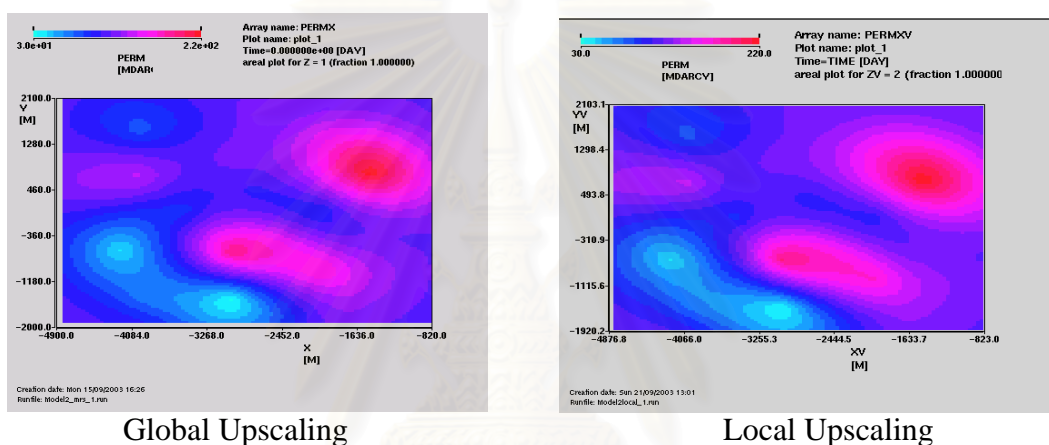 3.0e+01 2.2e+02
PERM
[MDAR
Array name: PERMX
Plot name: plot_1
Time=0.000000e+00 [DAY]
areal plot for Z = 1 (fraction 1.000000)
2100.0
Y
[M]
1280.0
460.0
-360.0
-1180.0
-2000.0
-4900.0 -4084.0 -3268.0 -2452.0 -1636.0 -820.0
X
[M]
Creation date: Mon 15/09/2003 16:26
Runfile: Model2_mrs_1.run
Global Upscaling
30.0 220.0
PERM
[MDARCY]
Array name: PERMXV
Plot name: plot_1
Time=TIME [DAY]
areal plot for ZV = 2 (fraction 1.000000
2103.1
YV
[M]
1298.4
493.8
-310.9
-1115.6
-1920.2
-4876.8 -4066.0 -3255.3 -2444.5 -1633.7 -823.0
XV
[M]
Creation date: Sun 21/09/2003 13:01
Runfile: Model2local_1.run
Local Upscaling